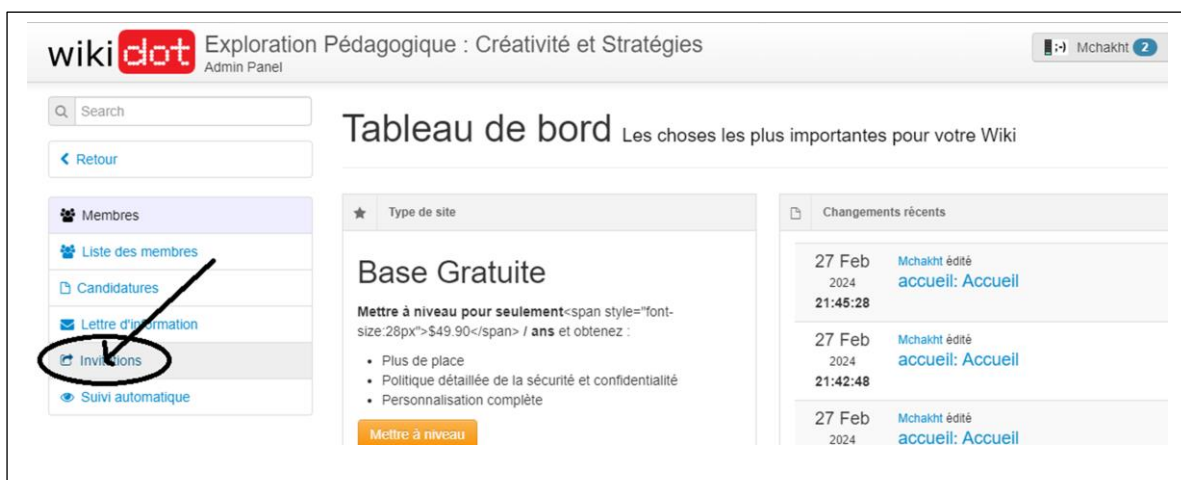 wikidot
Exploration Pédagogique : Créativité et Stratégies
Admin Panel
:-) Mchakht 2
Search
Retour
Membres
Liste des membres
Candidatures
Lettre d'information
Invitations
Suivi automatique
Tableau de bord Les choses les plus importantes pour votre Wiki
Type de site
Base Gratuite
Mettre à niveau pour seulement<span style="font-
size:28px">$49.90</span> / ans et obtenez :
• Plus de place
• Politique détaillée de la sécurité et confidentialité
• Personnalisation complète
Mettre à niveau
Changements rècents
27 Feb
2024
21:45:28
Mchakht édité
accueil: Accueil
27 Feb
2024
21:42:48
Mchakht édité
accueil: Accueil
27 Feb
2024
Mchakht édité
accueil: Accueil